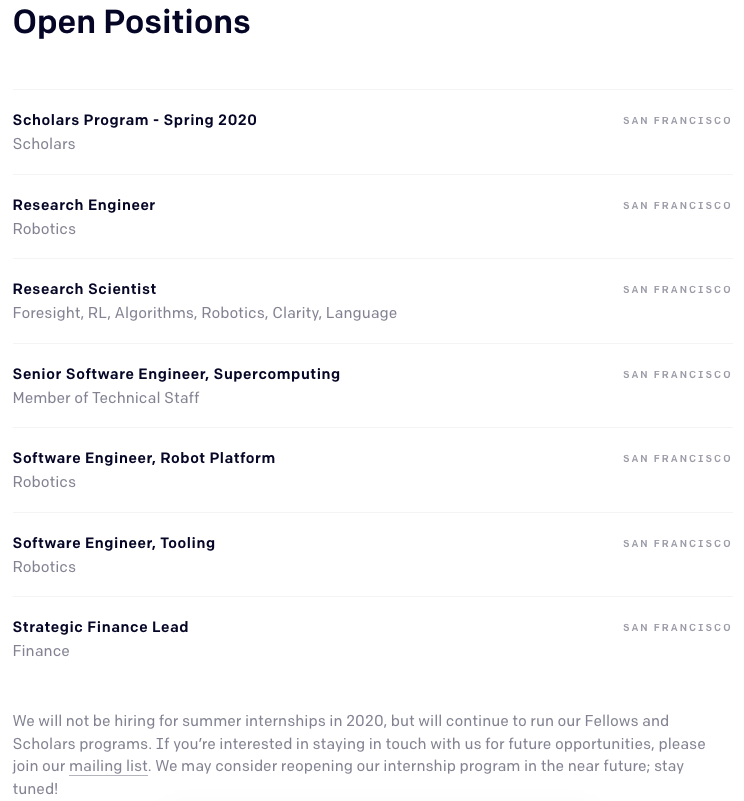 Open Positions
Scholars Program - Spring 2020 SAN FRANCISCO
Scholars
Research Engineer SAN FRANCISCO
Robotics
Research Scientist SAN FRANCISCO
Foresight, RL, Algorithms, Robotics, Clarity, Language
Senior Software Engineer, Supercomputing SAN FRANCISCO
Member of Technical Staff
Software Engineer, Robot Platform SAN FRANCISCO
Robotics
Software Engineer, Tooling SAN FRANCISCO
Robotics
Strategic Finance Lead SAN FRANCISCO
Finance
We will not be hiring for summer internships in 2020, but will continue to run our Fellows and
Scholars programs. If you’re interested in staying in touch with us for future opportunities, please
join our mailing list. We may consider reopening our internship program in the near future; stay
tuned!